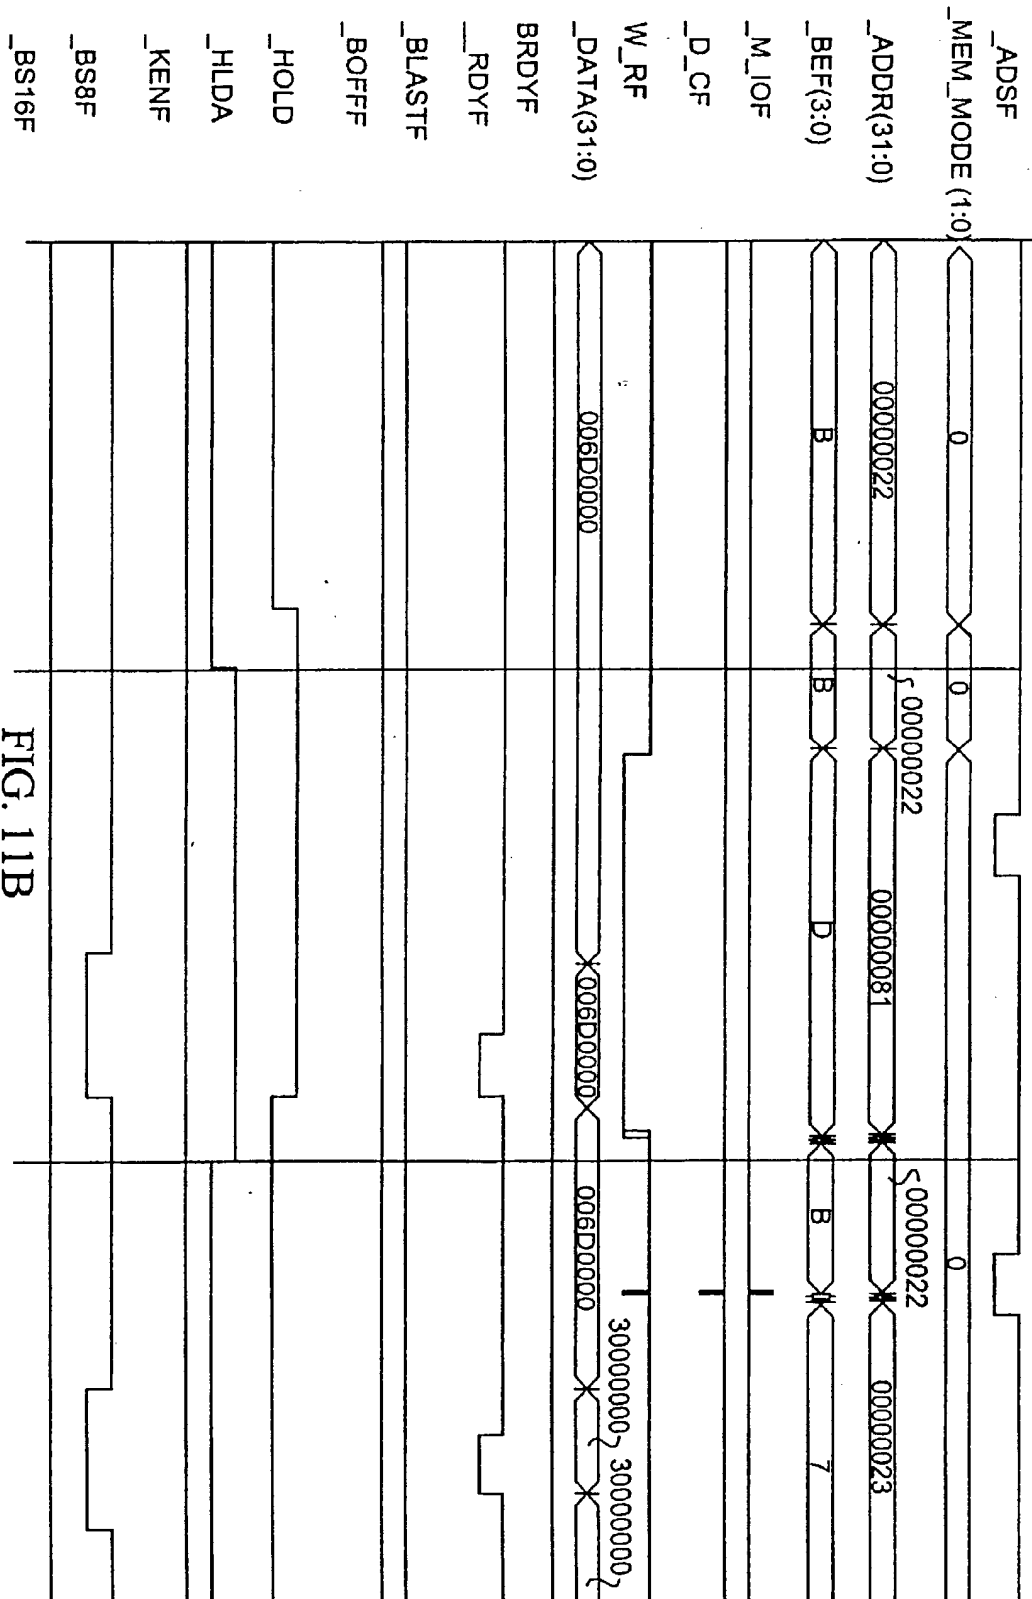 _ADSF
_MEM_MODE (1:0)
0
0
0
_ADDR(31:0)
00000022
00000022
00000081
00000022
00000023
_BEF(3:0)
B
B
D
B
7
_M_IOF
_D_CF
W_RF
_DATA(31:0)
006D0000
006D0000
006D0000
30000000
30000000
BRDYF
_RDYF
_BLASTF
_BOFFF
_HOLD
_HLDA
_KENF
_BS8F
_BS16F
FIG. 11B